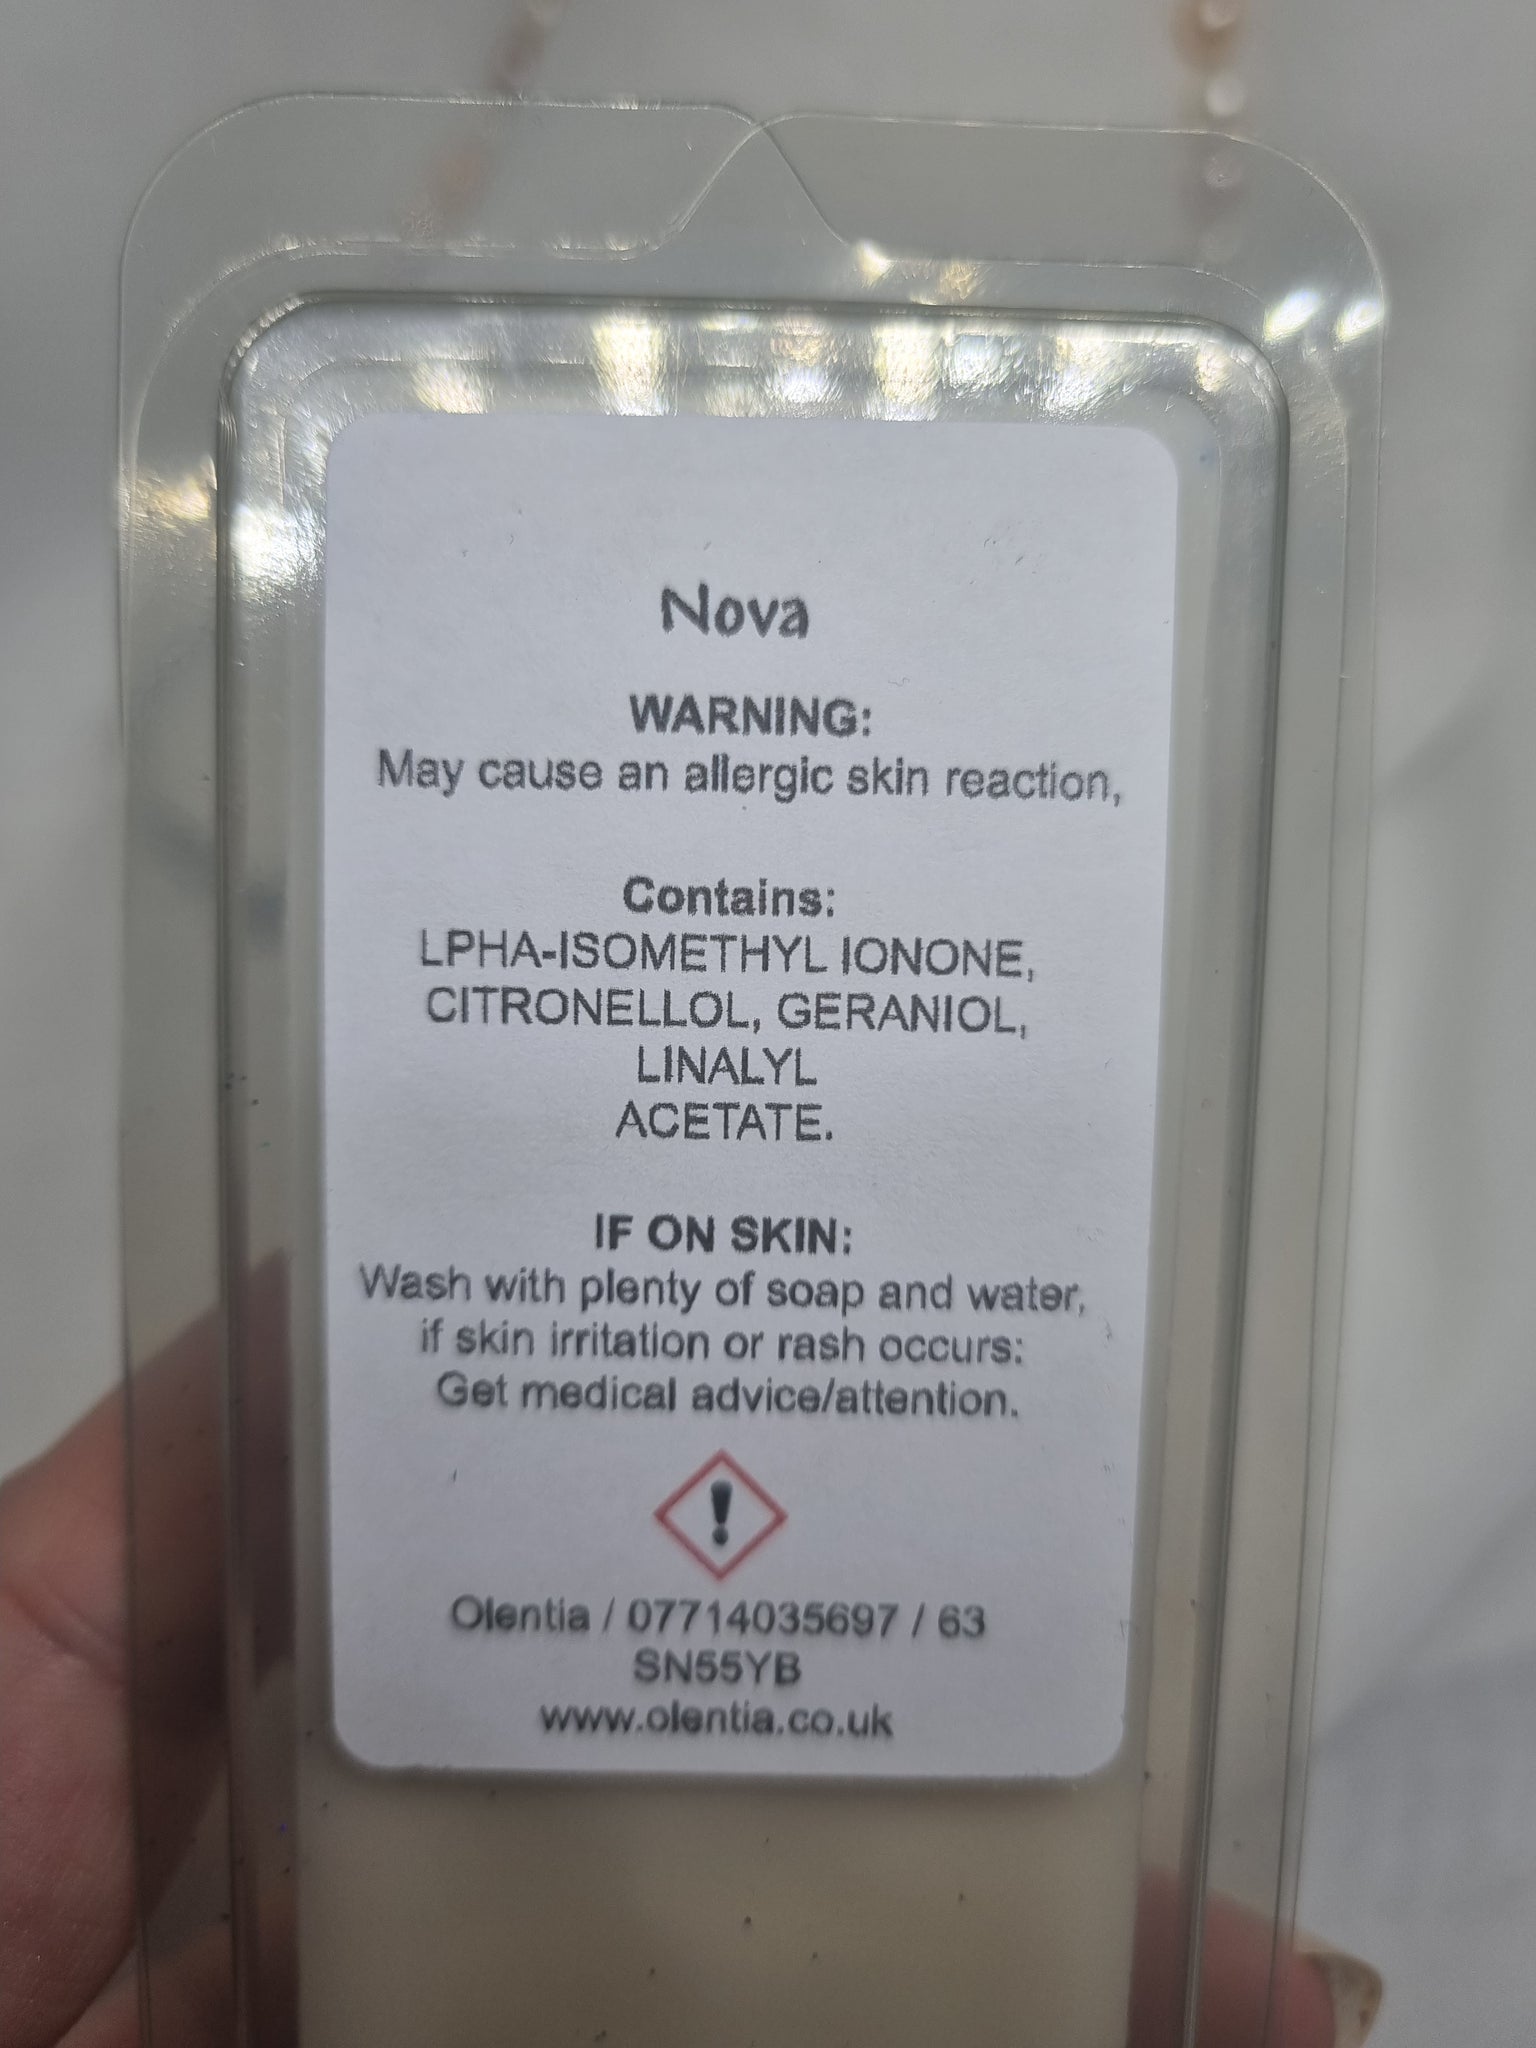 Nova
WARNING:
May cause an allergic skin reaction,
Contains:
LPHA-ISOMETHYL IONONE,
CITRONELLOL, GERANIOL,
LINALYL
ACETATE.
IF ON SKIN:
Wash with plenty of soap and water,
if skin irritation or rash occurs:
Get medical advice/attention.
Olentia / 07714035697 / 63
SN55YB
www.olentia.co.uk